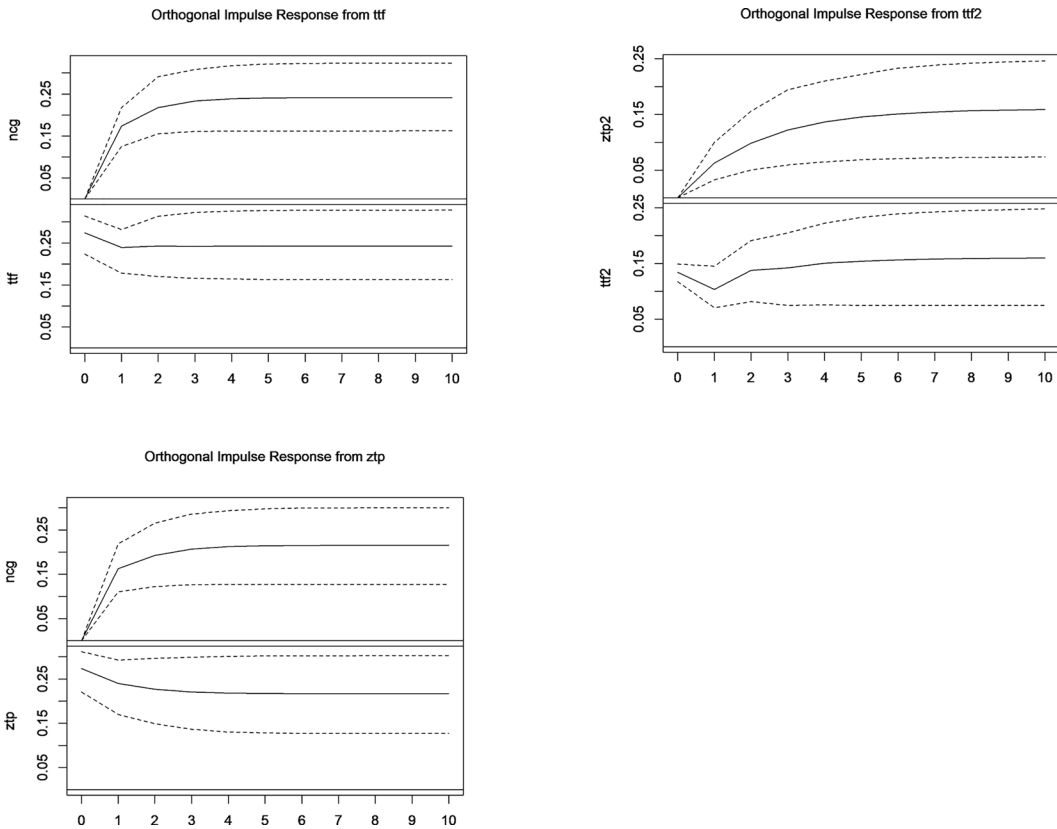 Orthogonal Impulse Response from ttf
ncg
0.05 0.15 0.25
ttf
0.05 0.15 0.25
0 1 2 3 4 5 6 7 8 9 10
Orthogonal Impulse Response from ttf2
ztp2
0.05 0.15 0.25
ttf2
0.05 0.15 0.25
0 1 2 3 4 5 6 7 8 9 10
Orthogonal Impulse Response from ztp
ncg
0.05 0.15 0.25
ztp
0.05 0.15 0.25
0 1 2 3 4 5 6 7 8 9 10